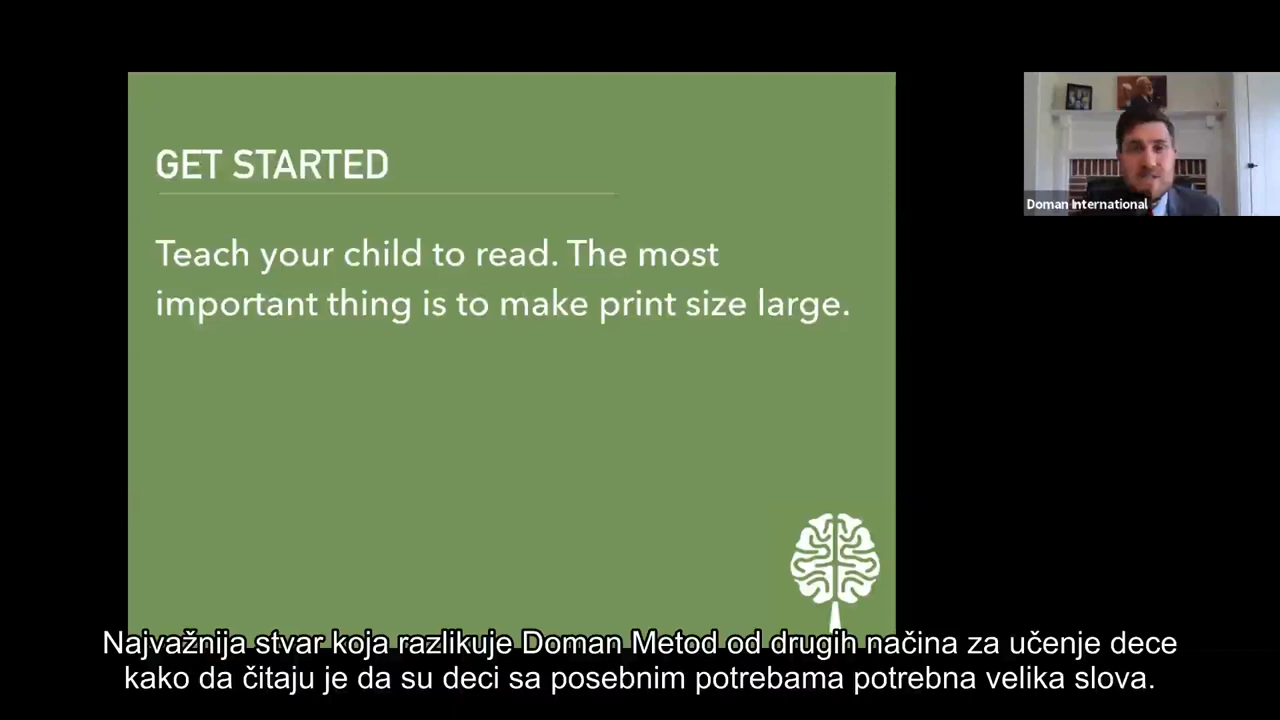 GET STARTED
Teach your child to read. The most
important thing is to make print size large.
Doman International
Najvažnija stvar koja razlikuje Doman Metod od drugih načina za učenje dece
kako da čitaju je da su deci sa posebnim potrebama potrebna velika slova.